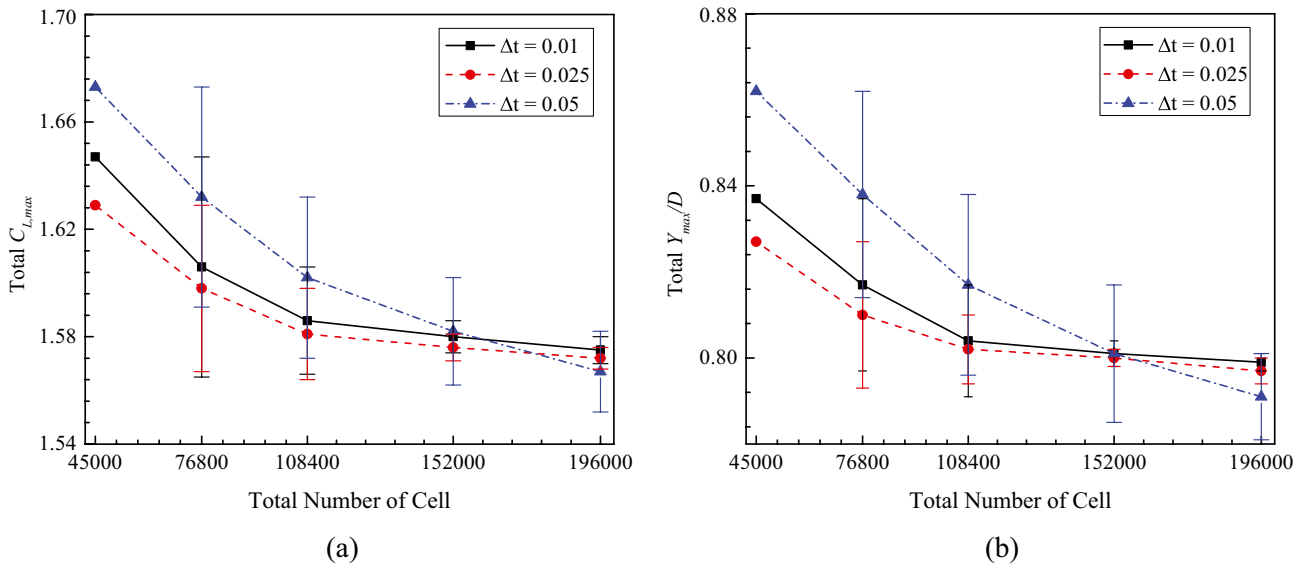 1.70
1.66
1.62
1.58
1.54
Total C_L,max
Δt = 0.01
Δt = 0.025
Δt = 0.05
45000 76800 108400 152000 196000
Total Number of Cell
(a)
0.88
0.84
0.80
Total Y_max/D
Δt = 0.01
Δt = 0.025
Δt = 0.05
45000 76800 108400 152000 196000
Total Number of Cell
(b)